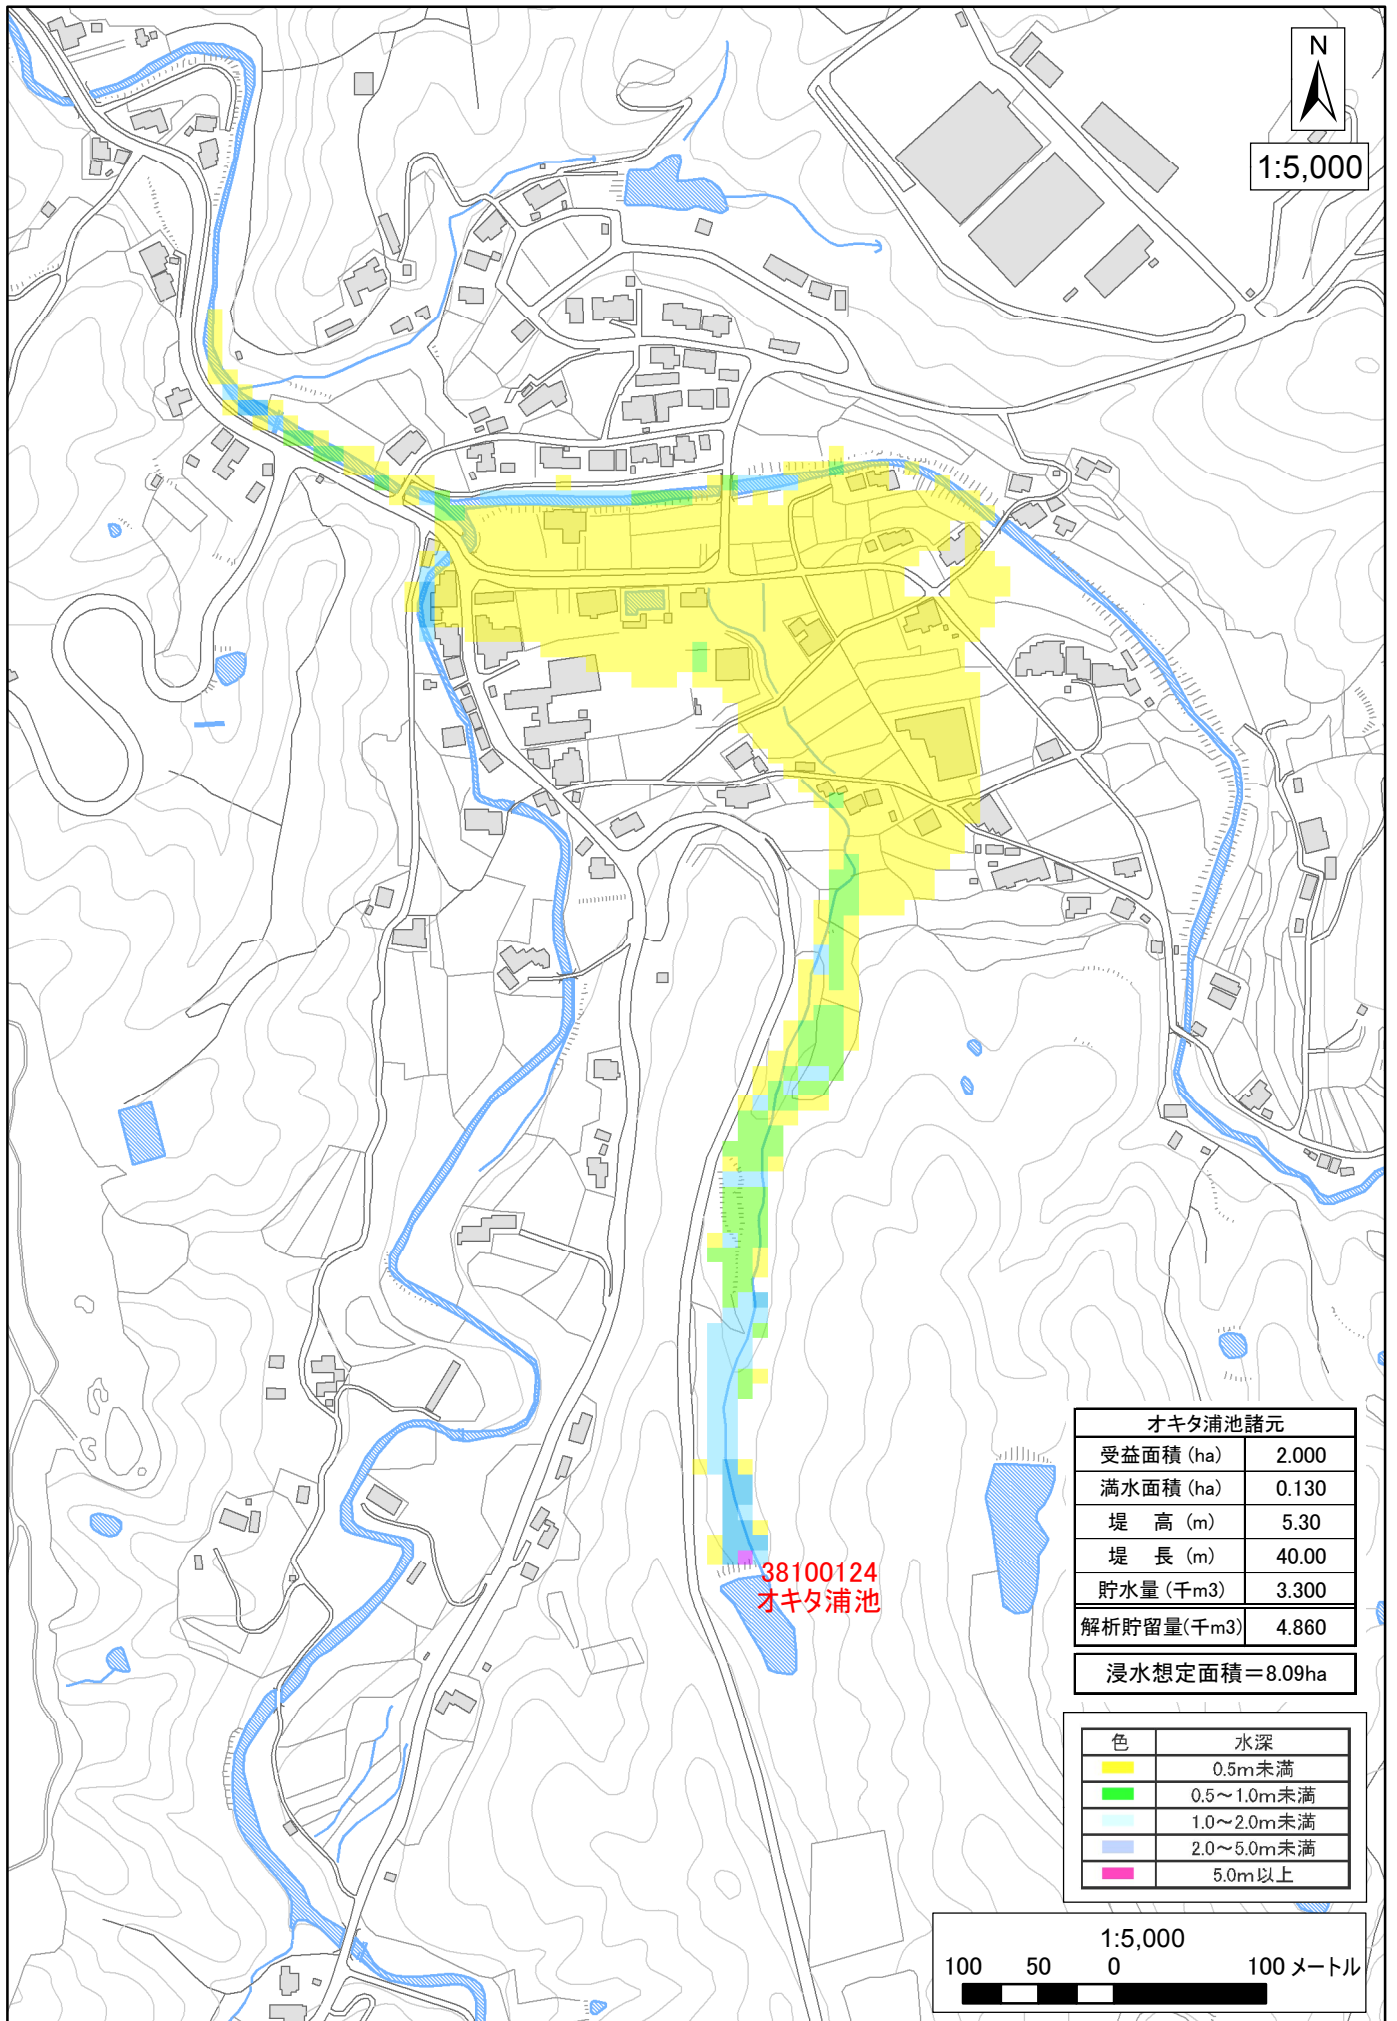 N
1:5,000
38100124
オキタ浦池
オキタ浦池諸元
受益面積 (ha) 2.000
満水面積 (ha) 0.130
堤 高 (m) 5.30
堤 長 (m) 40.00
貯水量 (千m3) 3.300
解析貯留量(千m3) 4.860
浸水想定面積＝8.09ha
色 水深
0.5m未満
0.5～1.0m未満
1.0～2.0m未満
2.0～5.0m未満
5.0m以上
1:5,000
100 50 0 100 メートル